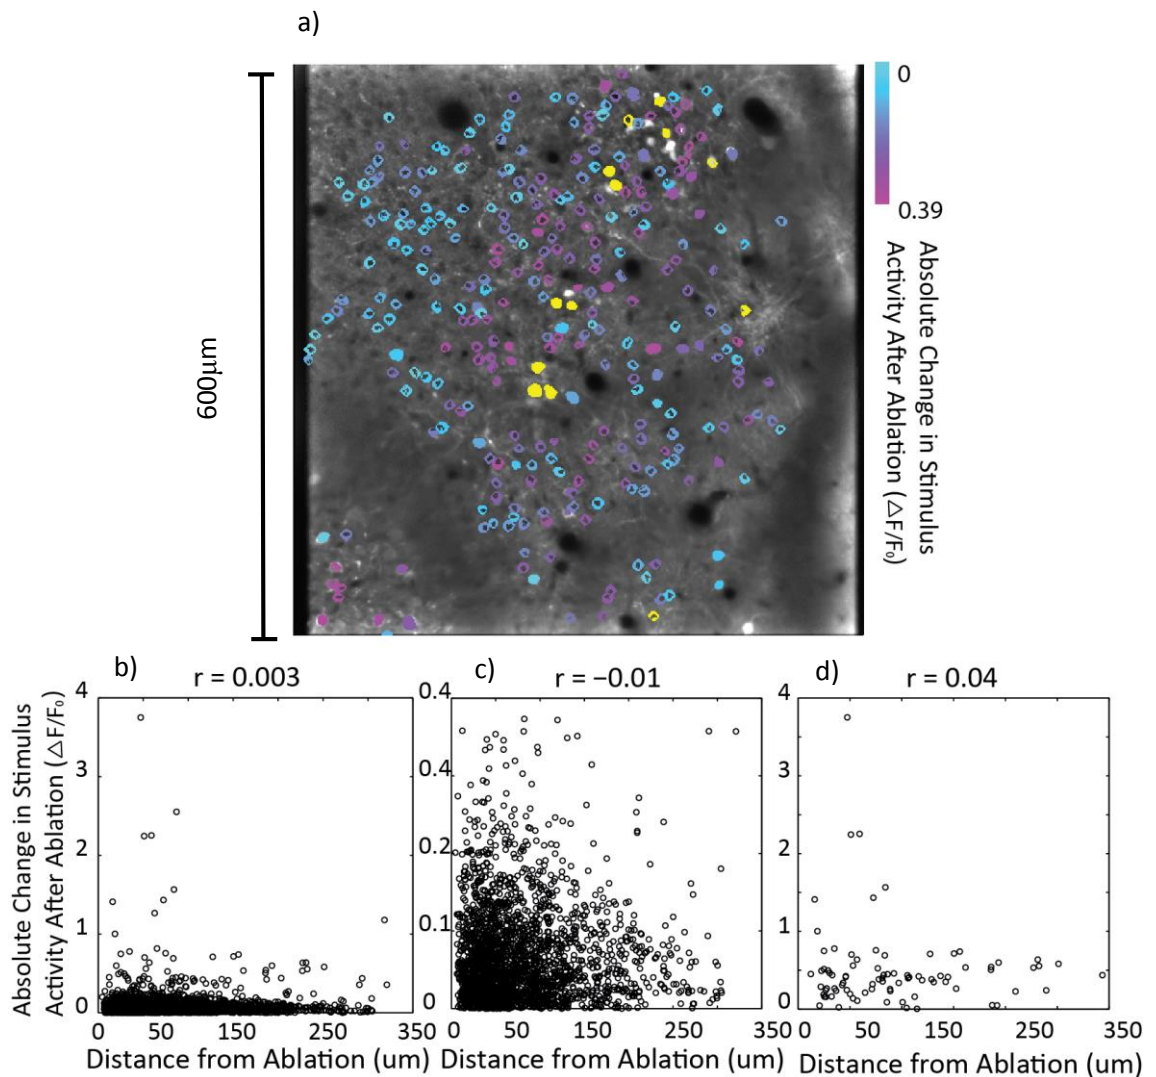 a)
0
0.39
Absolute Change in Stimulus
Activity After Ablation (△F/F₀)
600μm
b)
r = 0.003
c)
r = −0.01
d)
r = 0.04
Absolute Change in Stimulus
Activity After Ablation (△F/F₀)
4
3
2
1
0
0 50 150 250 350
Distance from Ablation (um)
0.4
0.4
0.2
0.1
0
0 50 150 250 350
Distance from Ablation (um)
4
3
2
1
0
0 50 150 250 350
Distance from Ablation (um)